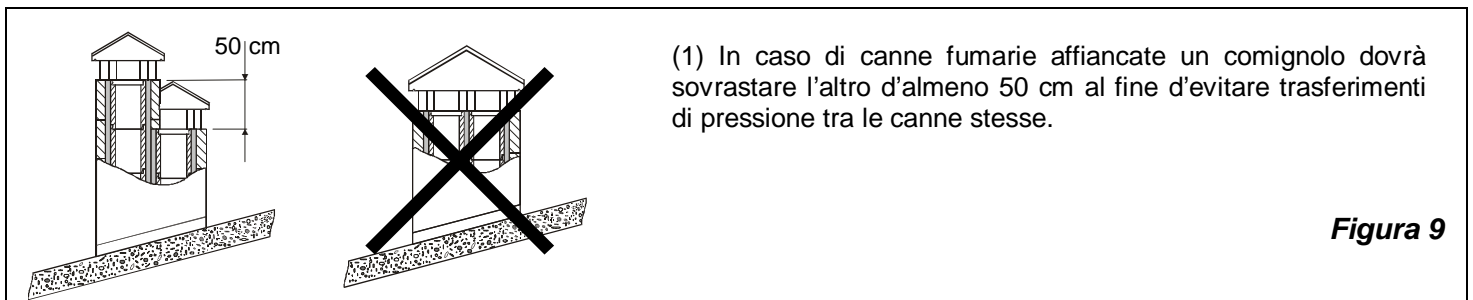 50 cm
(1) In caso di canne fumarie affiancate un comignolo dovrà
sovrastare l'altro d'almeno 50 cm al fine d'evitare trasferimenti
di pressione tra le canne stesse.
Figura 9